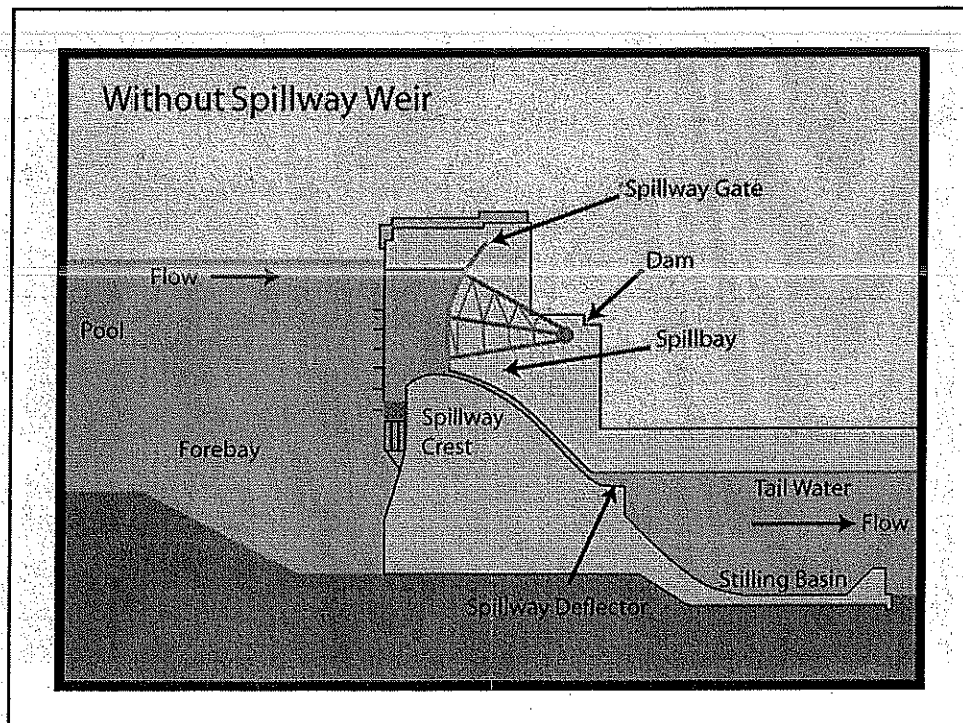 Without Spillway Weir
Spillway Gate
Flow
Dam
Pool
Spillbay
Spillway
Crest
Forebay
Tail Water
Flow
Stilling Basin
Spillway Deflector